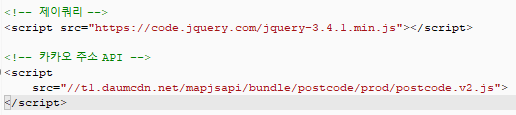 <!-- 제이쿼리 -->
<script src="https://code.jquery.com/jquery-3.4.1.min.js"></script>
<!-- 카카오 주소 API -->
<script
src="//t1.daumcdn.net/mapjsapi/bundle/postcode/prod/postcode.v2.js">
</script>